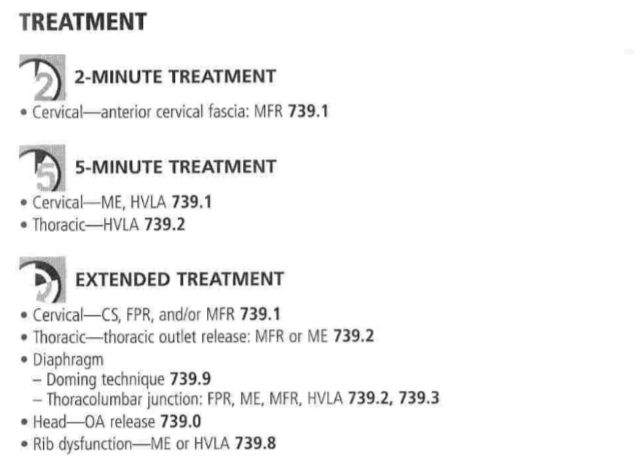 TREATMENT
2
2-MINUTE TREATMENT
• Cervical—anterior cervical fascia: MFR 739.1
5
5-MINUTE TREATMENT
• Cervical—ME, HVLA 739.1
• Thoracic—HVLA 739.2
EXTENDED TREATMENT
• Cervical—CS, FPR, and/or MFR 739.1
• Thoracic—thoracic outlet release: MFR or ME 739.2
• Diaphragm
– Doming technique 739.9
– Thoracolumbar junction: FPR, ME, MFR, HVLA 739.2, 739.3
• Head—OA release 739.0
• Rib dysfunction—ME or HVLA 739.8